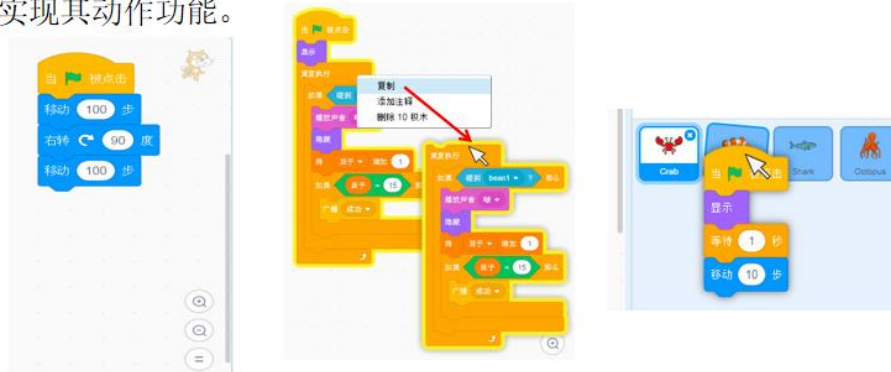 实现其动作功能。
当 被点击
移动 100 步
右转 90 度
移动 100 步
当 被点击
显示
重复执行
如果 碰到
播放声音
隐藏
将 豆子 增加 1
如果 豆子 = 15
广播 成功
复制
添加注释
删除 10 积木
重复执行
如果 碰到 bean1 ? 那么
播放声音
隐藏
将 豆子 增加 1
如果 豆子 = 15 那么
广播 成功
Crab
Shark
Octopus
当 击
显示
等待 1 秒
移动 10 步